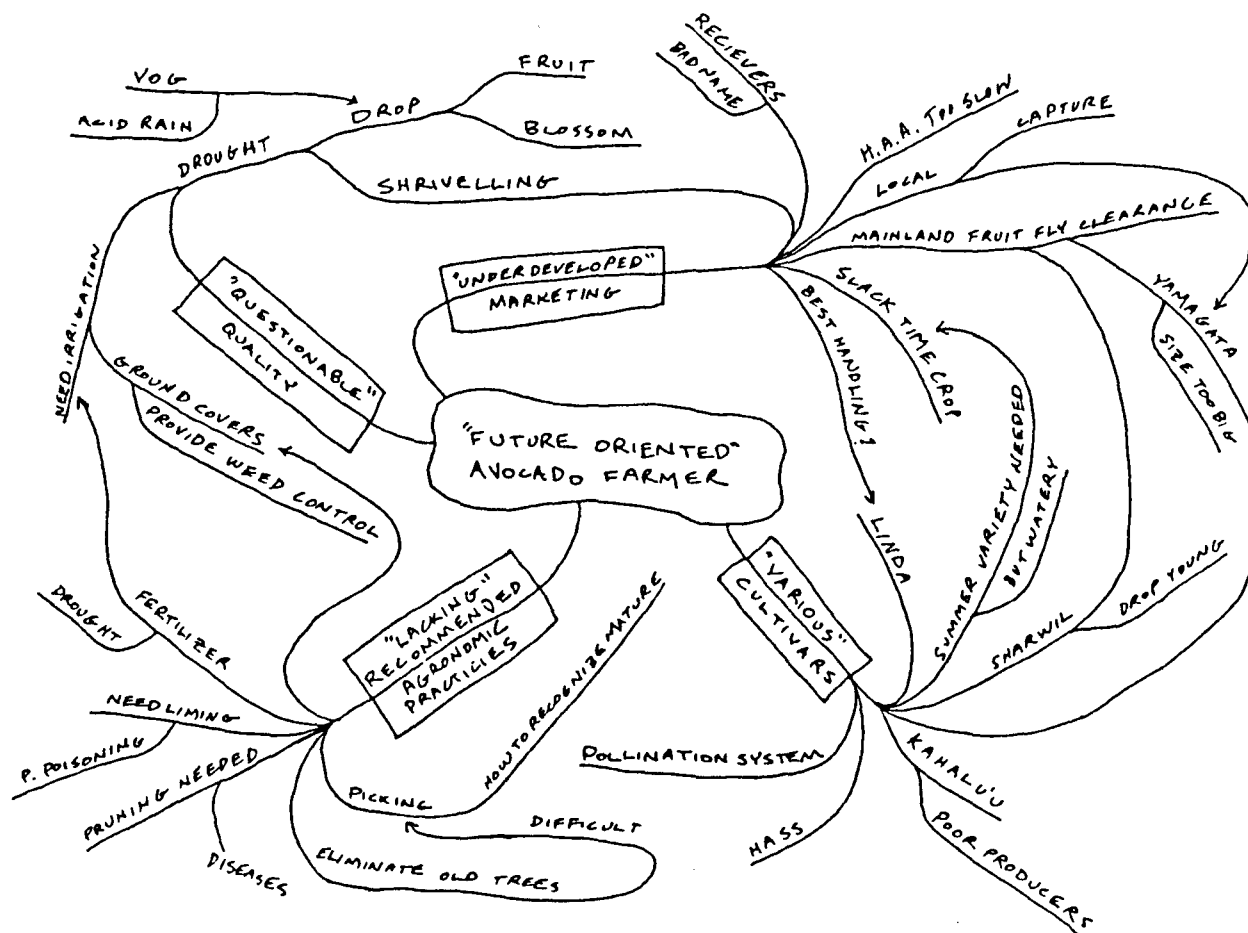 VOG
ACID RAIN
DROP
FRUIT
BLOSSOM
DROUGHT
SHRIVELLING
NEED IRRIGATION
GROUND COVERS
PROVIDE WEED CONTROL
"QUESTIONABLE"
QUALITY
"UNDERDEVELOPED"
MARKETING
RECIEVERS
BAD NAME
H.A.A. TOO SLOW
LOCAL
CAPTURE
MAINLAND FRUIT FLY CLEARANCE
YAMAGATA
SIZE TOO BIG
SLACK TIME CROP
BEST HANDLING?
"FUTURE ORIENTED"
AVOCADO FARMER
LINDA
SUMMER VARIETY NEEDED
BUT WATERY
SHARWIL
DROP YOUNG
"VARIOUS"
CULTIVARS
KAHALU'U
POOR PRODUCERS
POLLINATION SYSTEM
HASS
"LACKING"
RECOMMENDED
AGRONOMIC
PRACTICIES
HOW TO RECOGNIZE MATURE
PICKING
DIFFICULT
ELIMINATE OLD TREES
DROUGHT
FERTILIZER
NEED LIMING
P. POISONING
PRUNING NEEDED
DISEASES